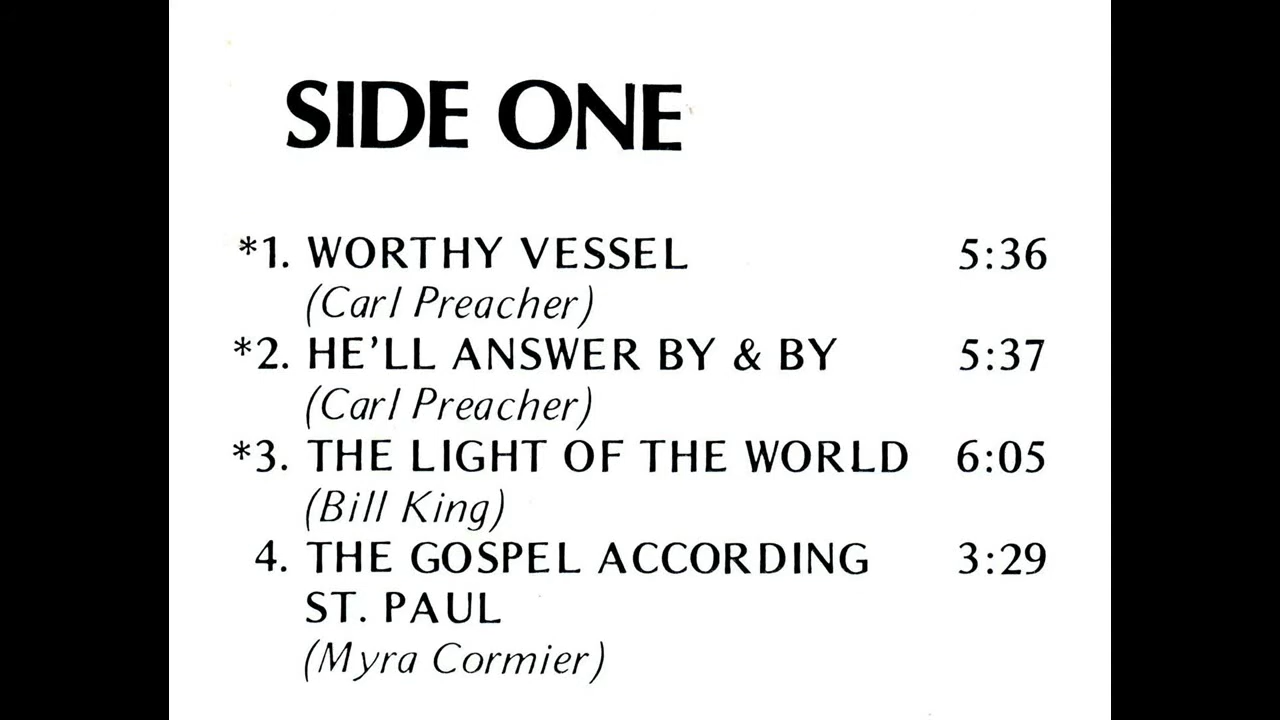 SIDE ONE
*1. WORTHY VESSEL 5:36
(Carl Preacher)
*2. HE'LL ANSWER BY & BY 5:37
(Carl Preacher)
*3. THE LIGHT OF THE WORLD 6:05
(Bill King)
4. THE GOSPEL ACCORDING 3:29
ST. PAUL
(Myra Cormier)